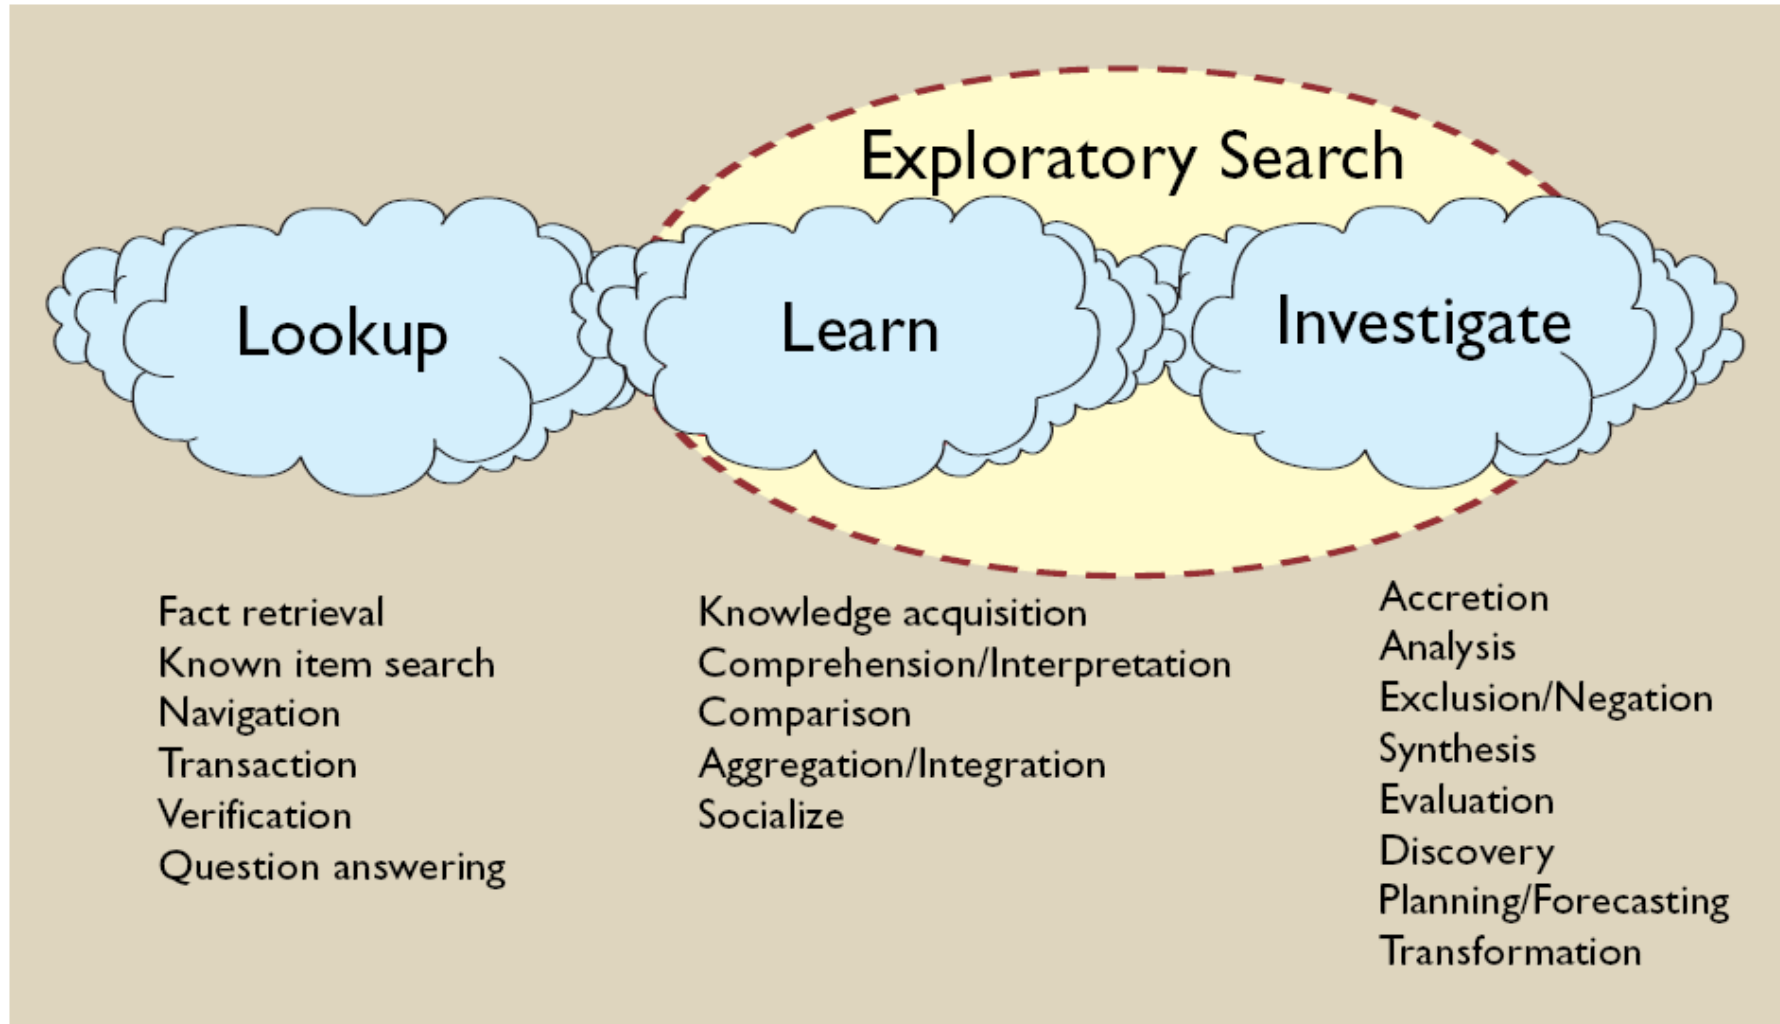 Exploratory Search
Lookup
Learn
Investigate
Fact retrieval
Known item search
Navigation
Transaction
Verification
Question answering
Knowledge acquisition
Comprehension/Interpretation
Comparison
Aggregation/Integration
Socialize
Accretion
Analysis
Exclusion/Negation
Synthesis
Evaluation
Discovery
Planning/Forecasting
Transformation